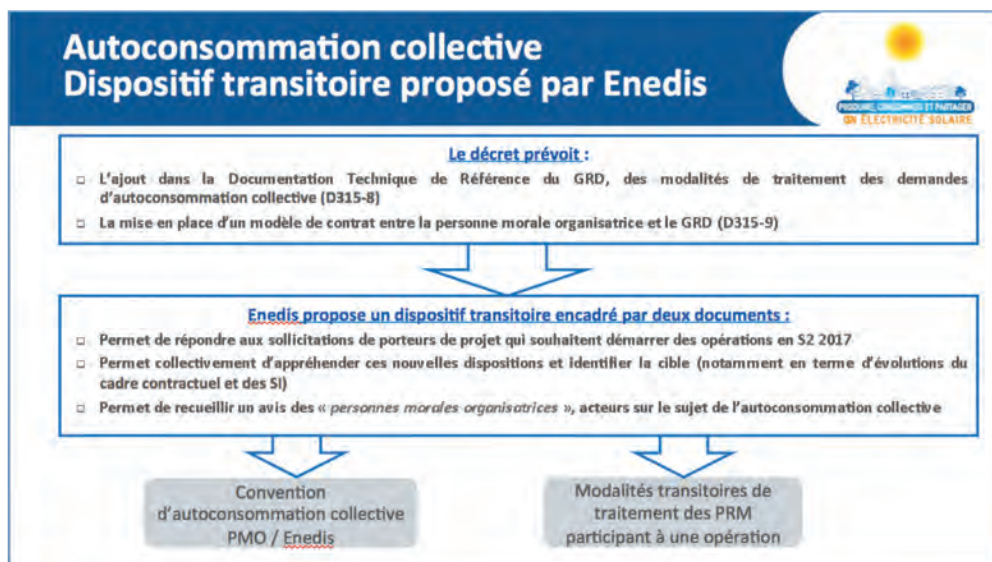 Autoconsommation collective
Dispositif transitoire proposé par Enedis
PRODUIRE, CONSOMMER ET PARTAGER
UN ÉLECTRICITÉ SOLAIRE
Le décret prévoit :
□ L'ajout dans la Documentation Technique de Référence du GRD, des modalités de traitement des demandes
d'autoconsommation collective (D315-8)
□ La mise en place d'un modèle de contrat entre la personne morale organisatrice et le GRD (D315-9)
Enedis propose un dispositif transitoire encadré par deux documents :
□ Permet de répondre aux sollicitations de porteurs de projet qui souhaitent démarrer des opérations en S2 2017
□ Permet collectivement d'appréhender ces nouvelles dispositions et identifier la cible (notamment en terme d'évolutions du
cadre contractuel et des SI)
□ Permet de recueillir un avis des « personnes morales organisatrices », acteurs sur le sujet de l'autoconsommation collective
Convention
d'autoconsommation collective
PMO / Enedis
Modalités transitoires de
traitement des PRM
participant à une opération